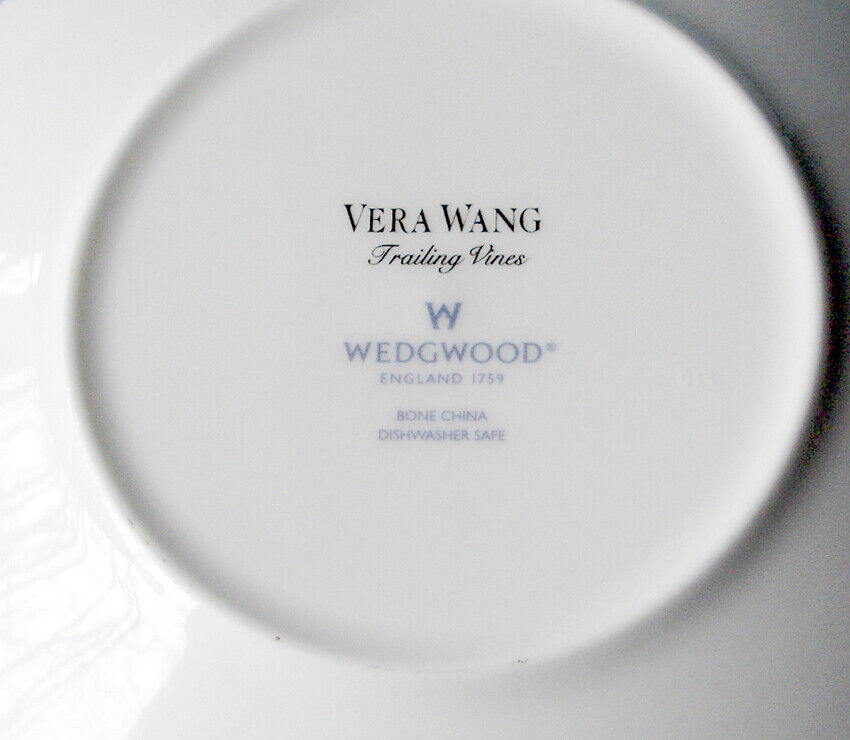 VERA WANG
Trailing Vines
W
WEDGWOOD®
ENGLAND 1759
BONE CHINA
DISHWASHER SAFE